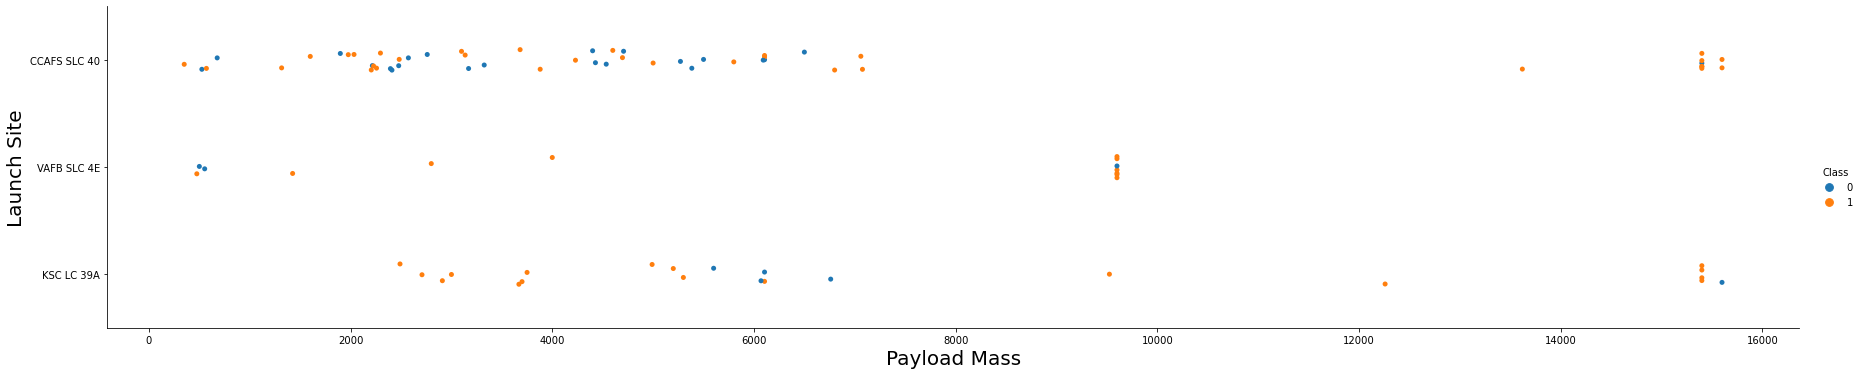 CCAFS SLC 40
VAFB SLC 4E
KSC LC 39A
Launch Site
0 2000 4000 6000 8000 10000 12000 14000 16000
Payload Mass
Class
0
1